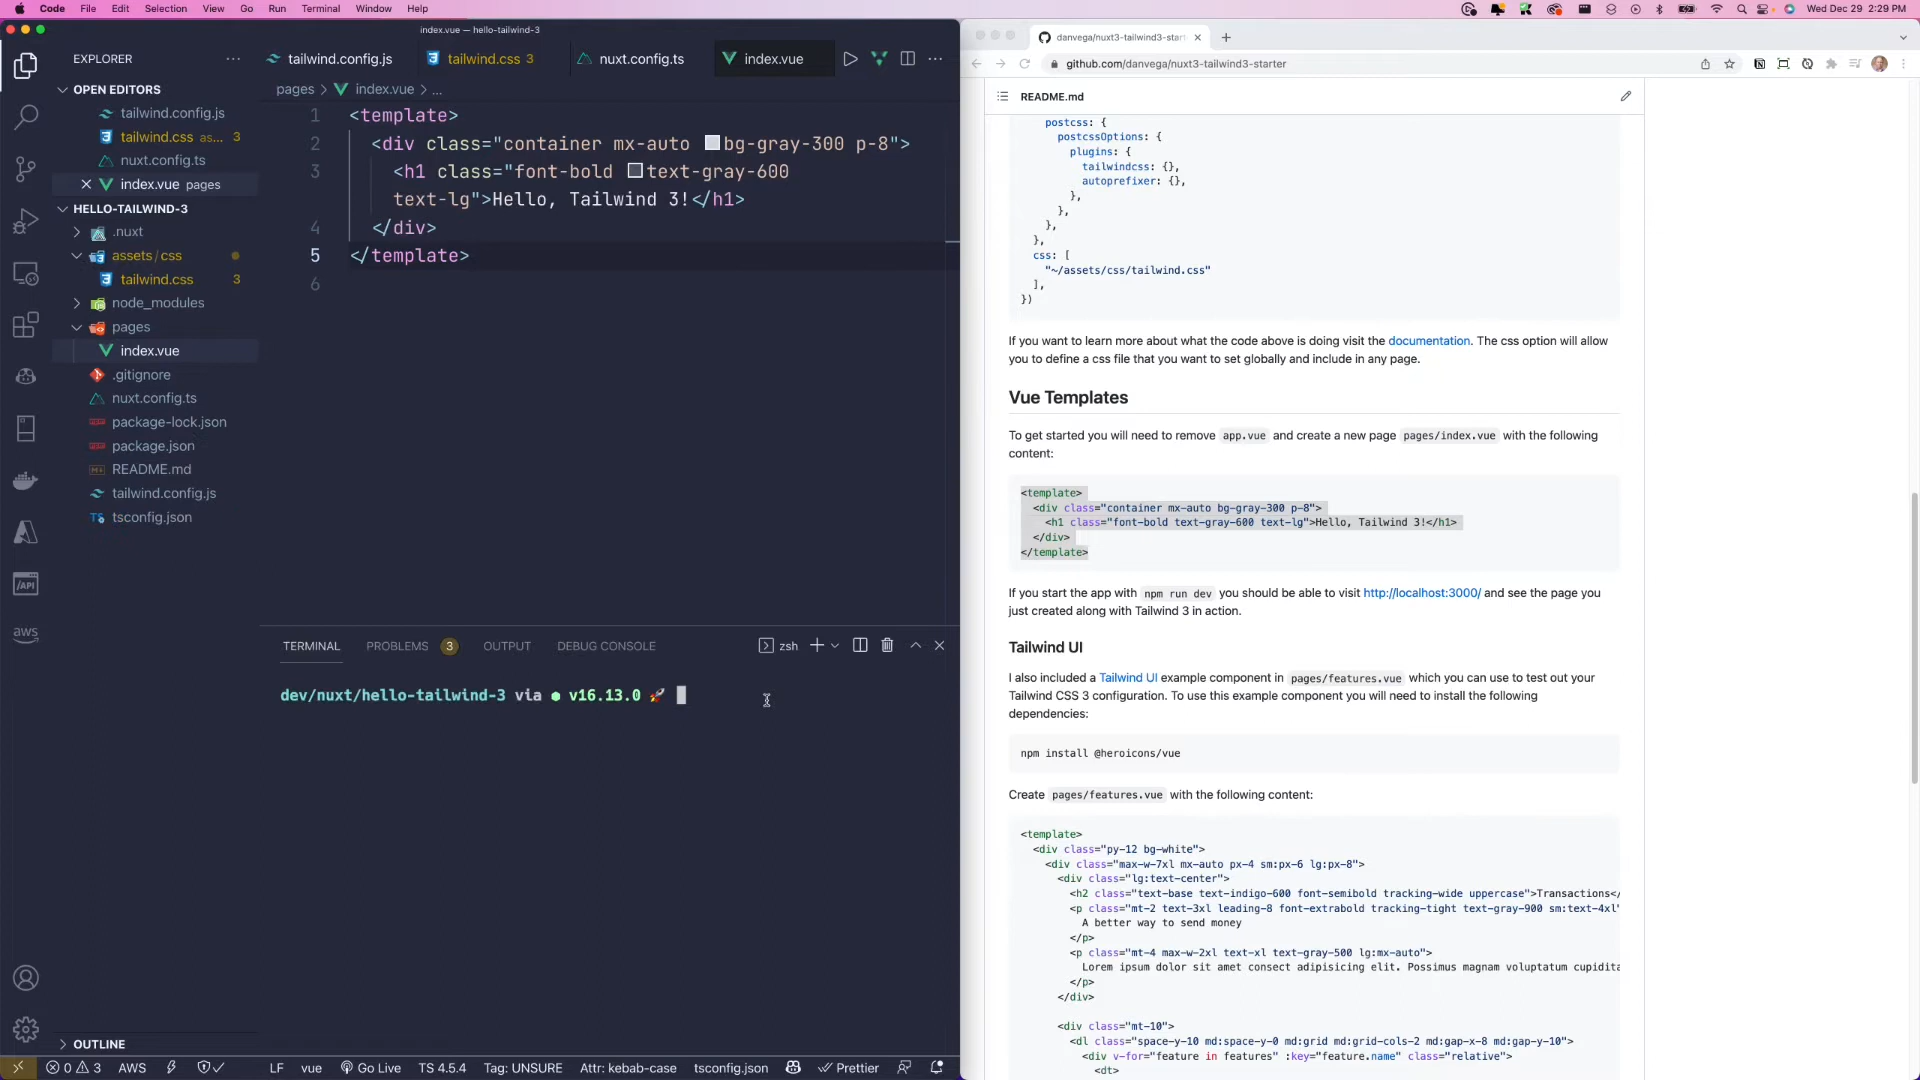 Code File Edit Selection View Go Run Terminal Window Help
Wed Dec 29 2:29 PM
index.vue — hello-tailwind-3
EXPLORER
OPEN EDITORS
tailwind.config.js
tailwind.css as... 3
nuxt.config.ts
index.vue pages
HELLO-TAILWIND-3
.nuxt
assets/css
tailwind.css 3
node_modules
pages
index.vue
.gitignore
nuxt.config.ts
package-lock.json
package.json
README.md
tailwind.config.js
tsconfig.json
OUTLINE
tailwind.config.js
tailwind.css 3
nuxt.config.ts
index.vue
pages > index.vue > ...
1 <template>
2 <div class="container mx-auto bg-gray-300 p-8">
3 <h1 class="font-bold text-gray-600
text-lg">Hello, Tailwind 3!</h1>
4 </div>
5 </template>
6
TERMINAL PROBLEMS 3 OUTPUT DEBUG CONSOLE
zsh
dev/nuxt/hello-tailwind-3 via v16.13.0
0 3 AWS LF vue Go Live TS 4.5.4 Tag: UNSURE Attr: kebab-case tsconfig.json Prettier
/API
aws
danvega/nuxt3-tailwind3-start
github.com/danvega/nuxt3-tailwind3-starter
README.md
postcss: {
postcssOptions: {
plugins: {
tailwindcss: {},
autoprefixer: {},
},
},
},
},
css: [
"~/assets/css/tailwind.css"
],
})
If you want to learn more about what the code above is doing visit the documentation. The css option will allow
you to define a css file that you want to set globally and include in any page.
Vue Templates
To get started you will need to remove app.vue and create a new page pages/index.vue with the following
content:
<template>
<div class="container mx-auto bg-gray-300 p-8">
<h1 class="font-bold text-gray-600 text-lg">Hello, Tailwind 3!</h1>
</div>
</template>
If you start the app with npm run dev you should be able to visit http://localhost:3000/ and see the page you
just created along with Tailwind 3 in action.
Tailwind UI
I also included a Tailwind UI example component in pages/features.vue which you can use to test out your
Tailwind CSS 3 configuration. To use this example component you will need to install the following
dependencies:
npm install @heroicons/vue
Create pages/features.vue with the following content:
<template>
<div class="py-12 bg-white">
<div class="max-w-7xl mx-auto px-4 sm:px-6 lg:px-8">
<div class="lg:text-center">
<h2 class="text-base text-indigo-600 font-semibold tracking-wide uppercase">Transactions</
<p class="mt-2 text-3xl leading-8 font-extrabold tracking-tight text-gray-900 sm:text-4xl"
A better way to send money
</p>
<p class="mt-4 max-w-2xl text-xl text-gray-500 lg:mx-auto">
Lorem ipsum dolor sit amet consect adipisicing elit. Possimus magnam voluptatum cupidita
</p>
</div>
<div class="mt-10">
<dl class="space-y-10 md:space-y-0 md:grid md:grid-cols-2 md:gap-x-8 md:gap-y-10">
<div v-for="feature in features" :key="feature.name" class="relative">
<dt>